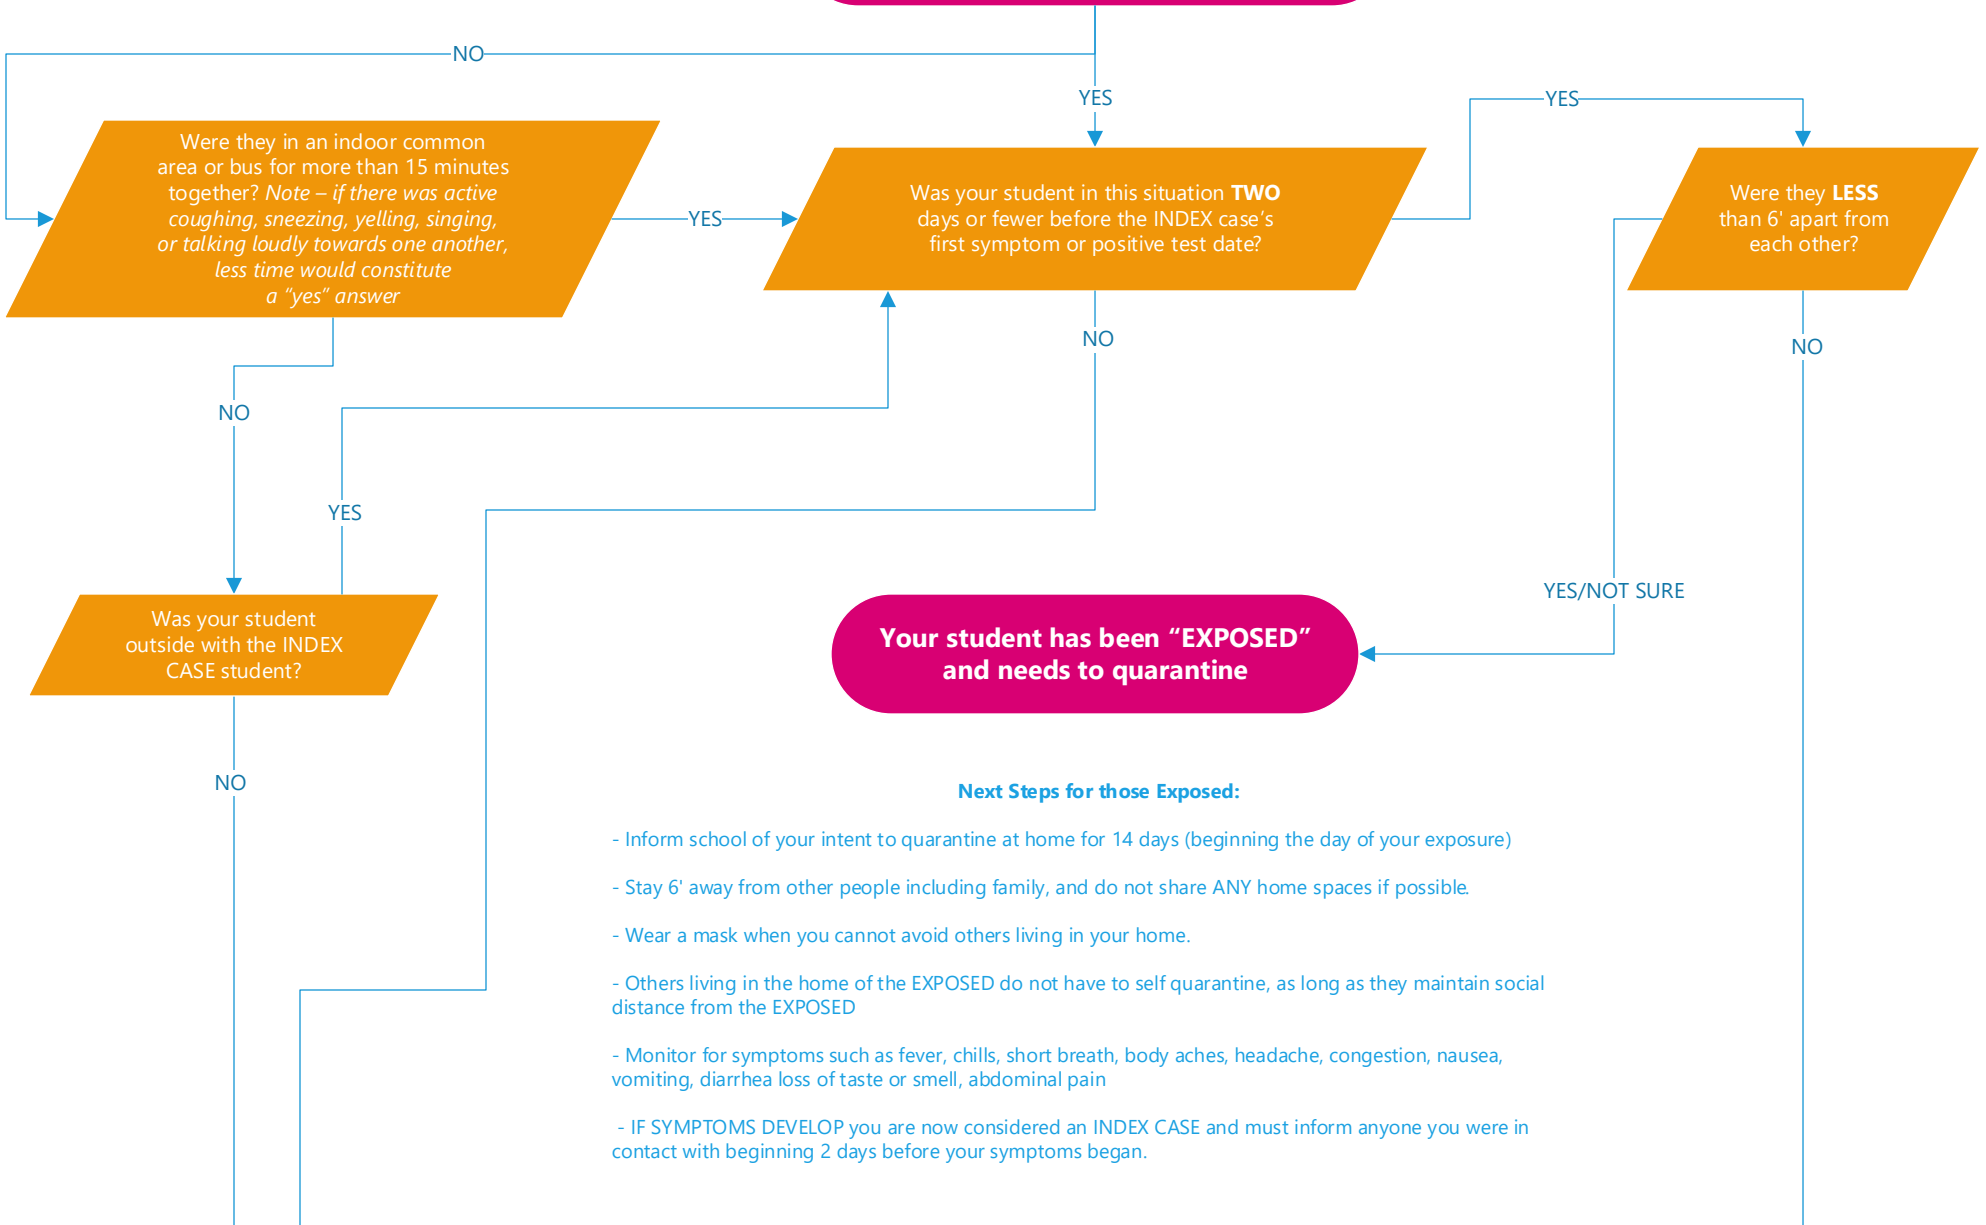 NO
YES
YES
Were they in an indoor common
area or bus for more than 15 minutes
together? Note – if there was active
coughing, sneezing, yelling, singing,
or talking loudly towards one another,
less time would constitute
a “yes” answer
YES
Was your student in this situation TWO
days or fewer before the INDEX case’s
first symptom or positive test date?
Were they LESS
than 6' apart from
each other?
NO
NO
NO
YES
YES/NOT SURE
Was your student
outside with the INDEX
CASE student?
Your student has been “EXPOSED”
and needs to quarantine
NO
Next Steps for those Exposed:
- Inform school of your intent to quarantine at home for 14 days (beginning the day of your exposure)
- Stay 6' away from other people including family, and do not share ANY home spaces if possible.
- Wear a mask when you cannot avoid others living in your home.
- Others living in the home of the EXPOSED do not have to self quarantine, as long as they maintain social
distance from the EXPOSED
- Monitor for symptoms such as fever, chills, short breath, body aches, headache, congestion, nausea,
vomiting, diarrhea loss of taste or smell, abdominal pain
- IF SYMPTOMS DEVELOP you are now considered an INDEX CASE and must inform anyone you were in
contact with beginning 2 days before your symptoms began.